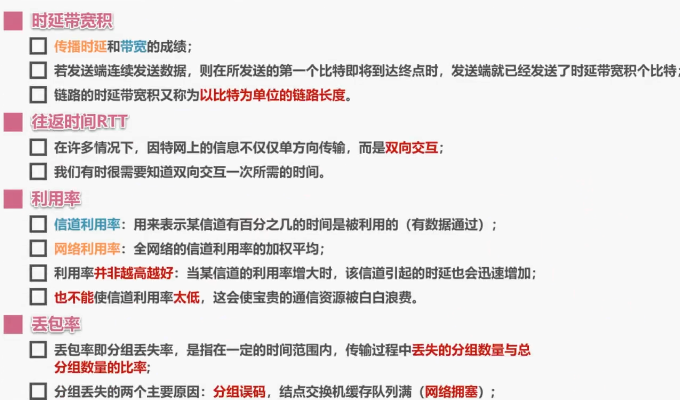 时延带宽积
传播时延和带宽的成绩；
若发送端连续发送数据，则在所发送的第一个比特即将到达终点时，发送端就已经发送了时延带宽积个比特；
链路的时延带宽积又称为以比特为单位的链路长度。
往返时间RTT
在许多情况下，因特网上的信息不仅仅单方向传输，而是双向交互；
我们有时很需要知道双向交互一次所需的时间。
利用率
信道利用率：用来表示某信道有百分之几的时间是被利用的（有数据通过）；
网络利用率：全网络的信道利用率的加权平均；
利用率并非越高越好：当某信道的利用率增大时，该信道引起的时延也会迅速增加；
也不能使信道利用率太低，这会使宝贵的通信资源被白白浪费。
丢包率
丢包率即分组丢失率，是指在一定的时间范围内，传输过程中丢失的分组数量与总
分组数量的比率;
分组丢失的两个主要原因：分组误码，结点交换机缓存队列满（网络拥塞）；